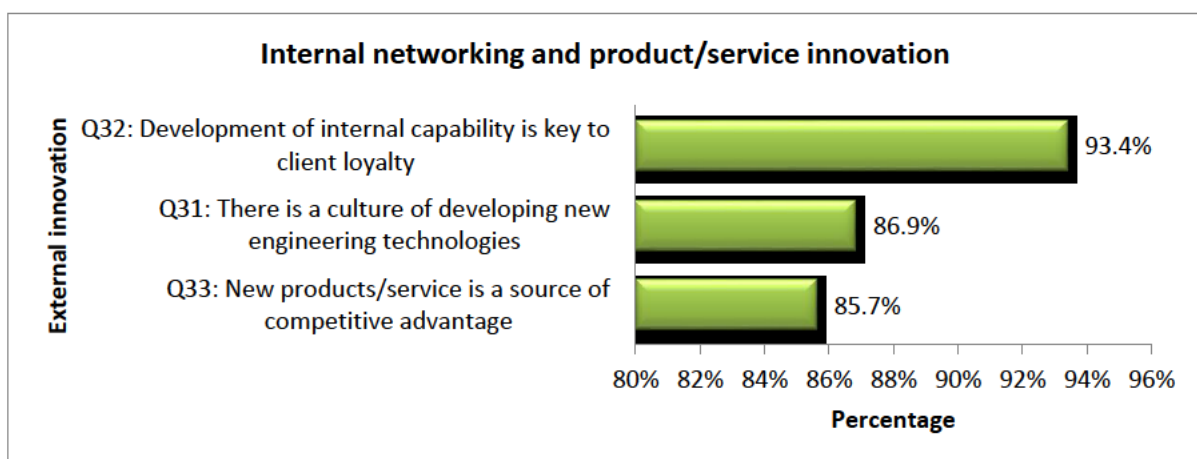 Internal networking and product/service innovation
External innovation
Q32: Development of internal capability is key to
client loyalty
93.4%
Q31: There is a culture of developing new
engineering technologies
86.9%
Q33: New products/service is a source of
competitive advantage
85.7%
80% 82% 84% 86% 88% 90% 92% 94% 96%
Percentage